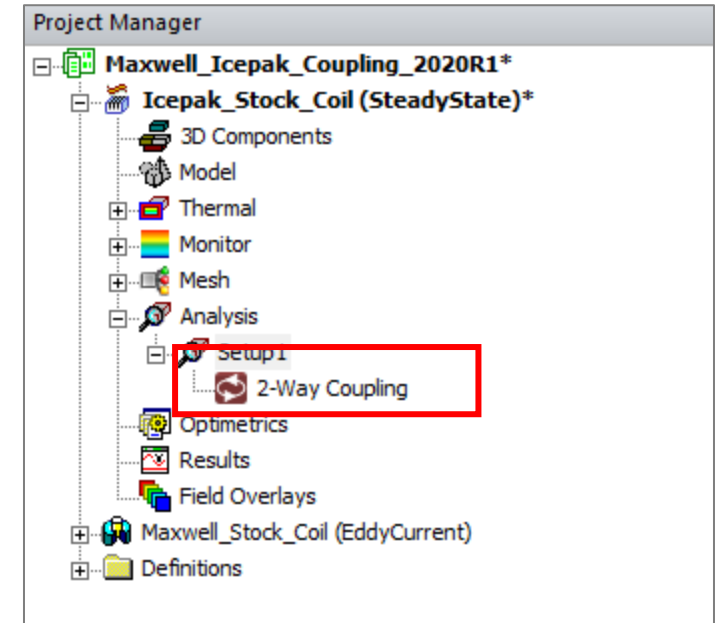 Project Manager
Maxwell_Icepak_Coupling_2020R1*
Icepak_Stock_Coil (SteadyState)*
3D Components
Model
Thermal
Monitor
Mesh
Analysis
Setup1
2-Way Coupling
Optimetrics
Results
Field Overlays
Maxwell_Stock_Coil (EddyCurrent)
Definitions